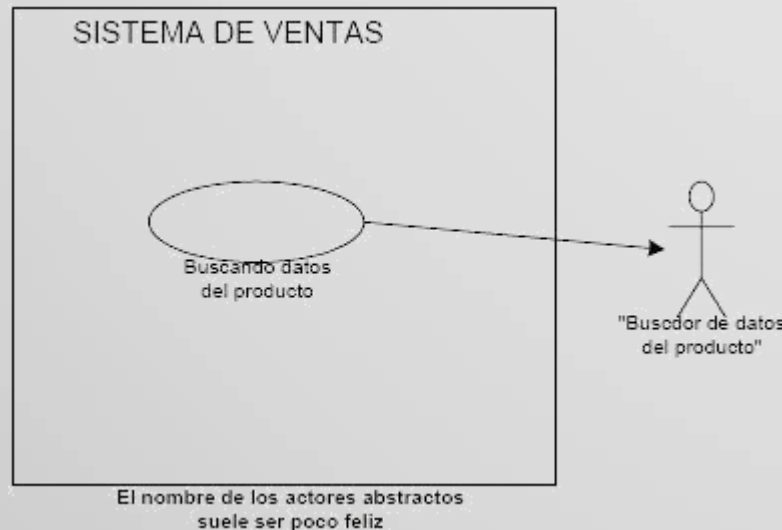 SISTEMA DE VENTAS
Buscando datos
del producto
"Buscdor de datos
del producto"
El nombre de los actores abstractos
suele ser poco feliz